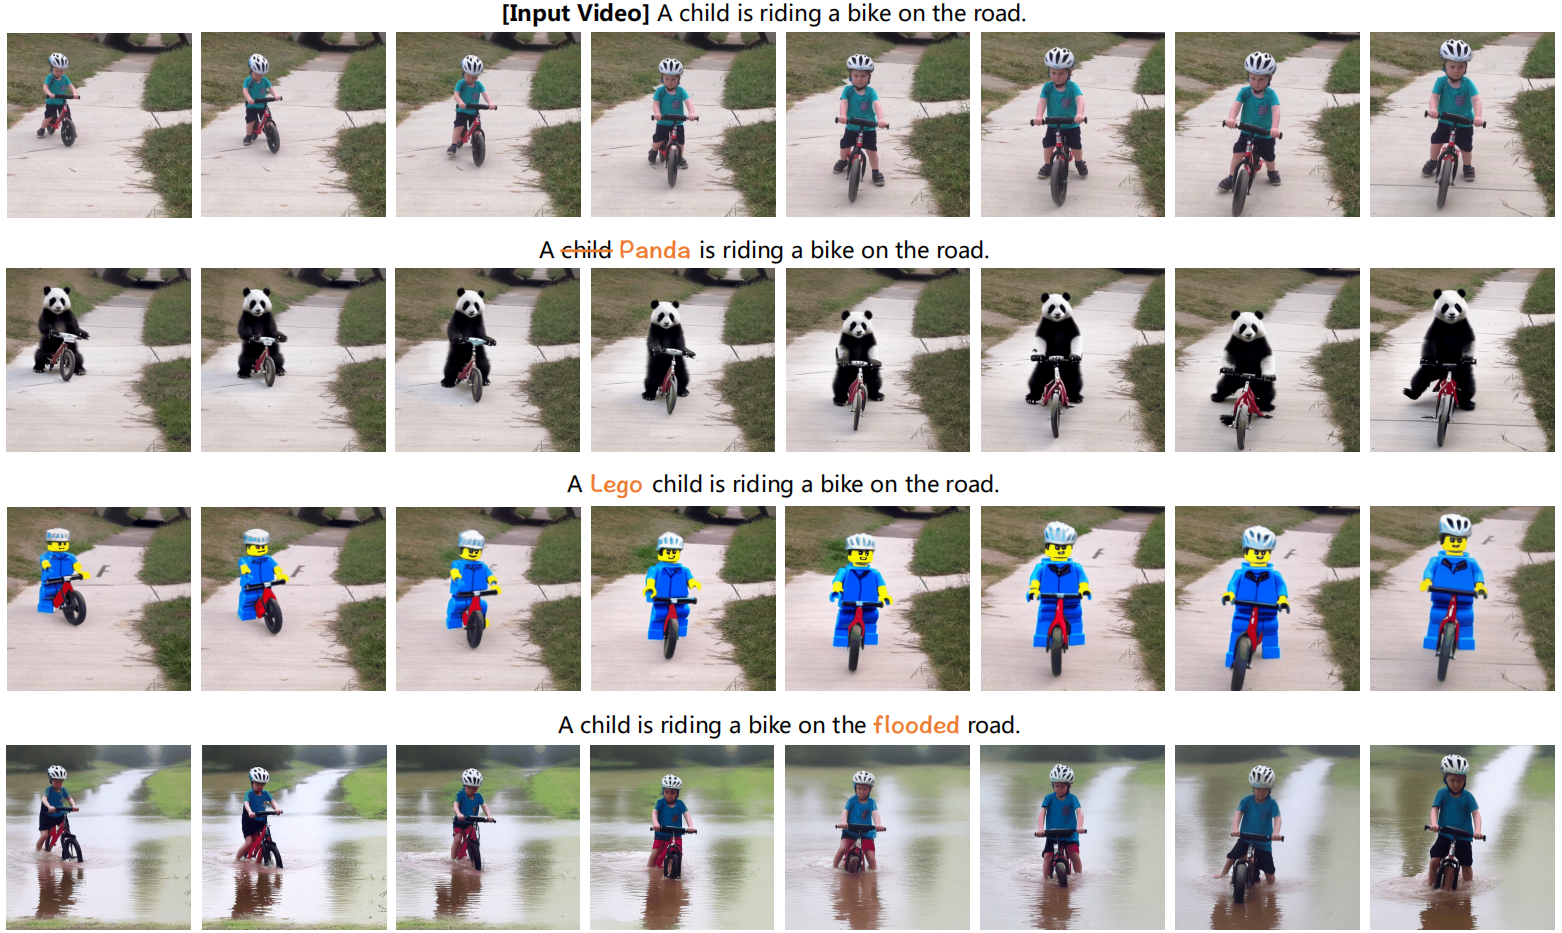 [Input Video] A child is riding a bike on the road.
A child Panda is riding a bike on the road.
A Lego child is riding a bike on the road.
A child is riding a bike on the flooded road.